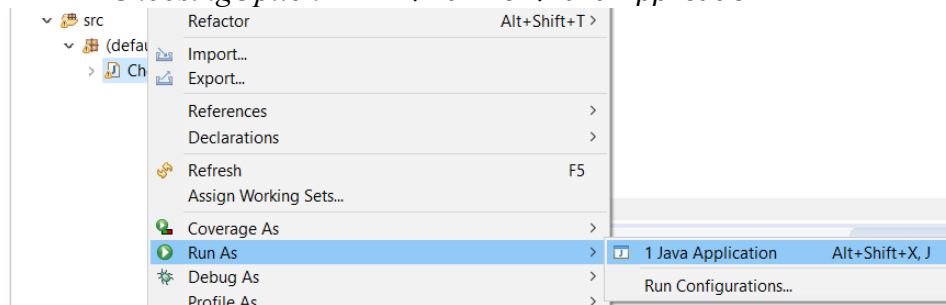 src
Refactor Alt+Shift+T >
(defau
Import...
Ch
Export...
References >
Declarations >
Refresh F5
Assign Working Sets...
Coverage As >
Run As > 1 Java Application Alt+Shift+X, J
Debug As > Run Configurations...
Profile As >